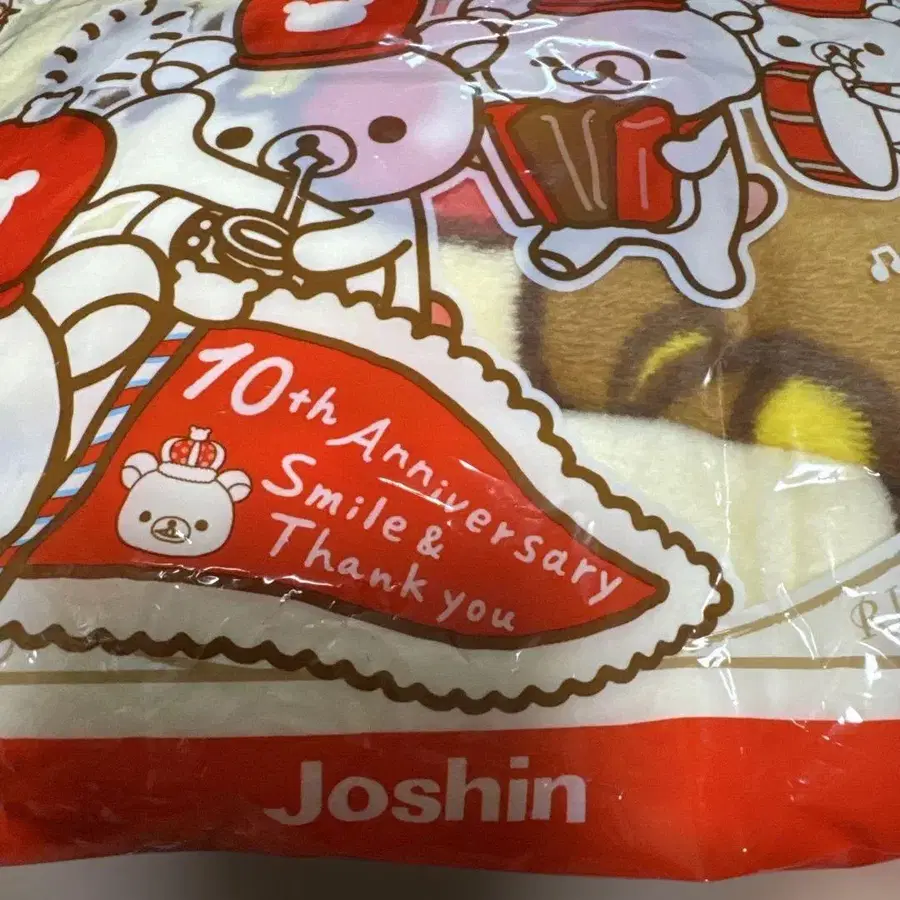 10th Anniversary
Smile &
Thank you
Joshin